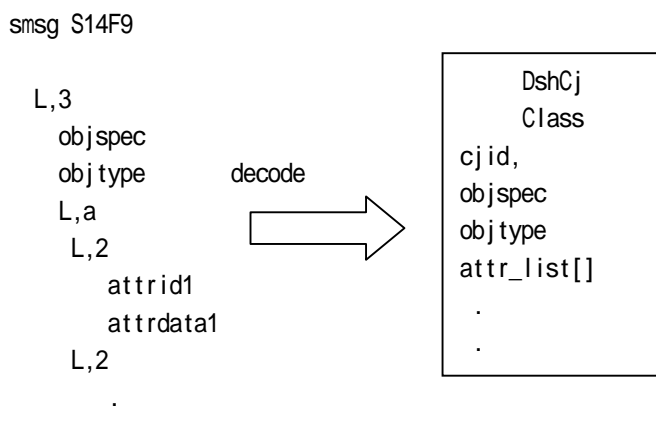 smsg S14F9
L,3
objspec
objtype
L,a
L,2
attrid1
attrdata1
L,2
.
decode
DshCj
Class
cjid,
objspec
objtype
attr_list[]
.
.